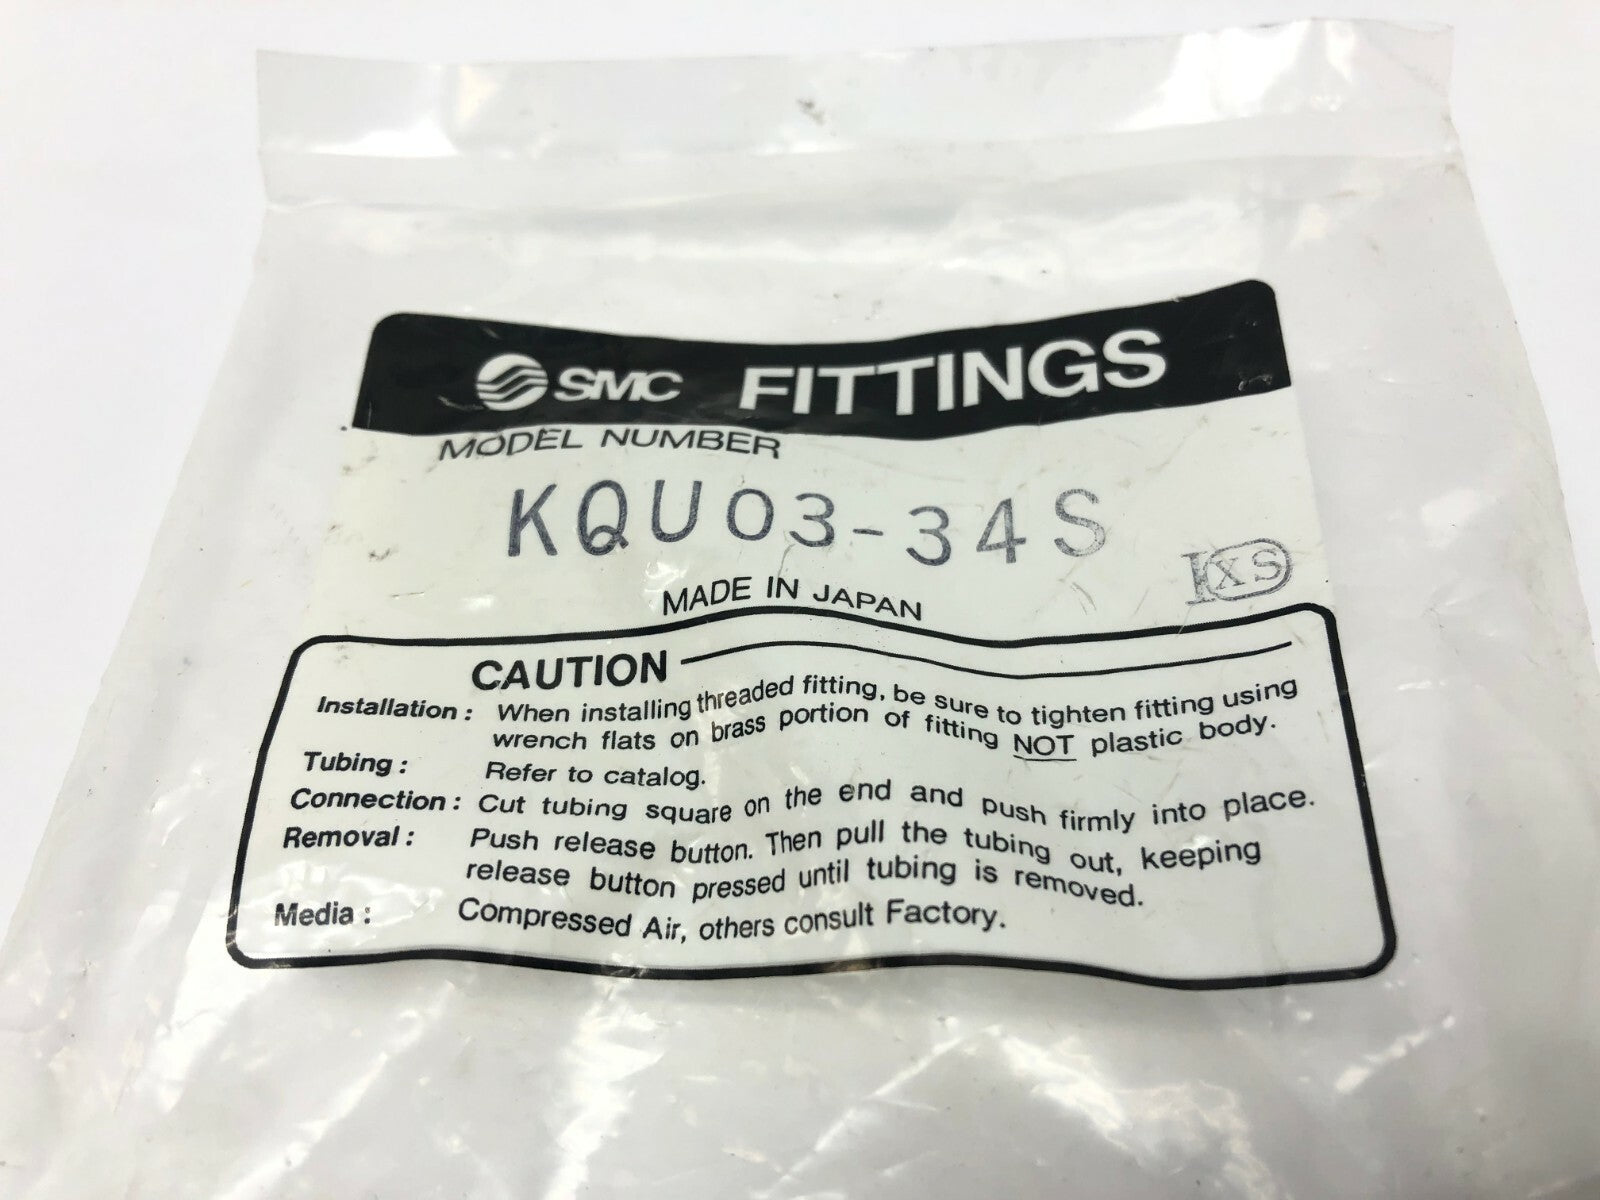 SMC FITTINGS
MODEL NUMBER
KQU03-34S
MADE IN JAPAN
XS
CAUTION
Installation : When installing threaded fitting, be sure to tighten fitting using
wrench flats on brass portion of fitting NOT plastic body.
Tubing : Refer to catalog.
Connection : Cut tubing square on the end and push firmly into place.
Removal : Push release button. Then pull the tubing out, keeping
release button pressed until tubing is removed.
Media : Compressed Air, others consult Factory.